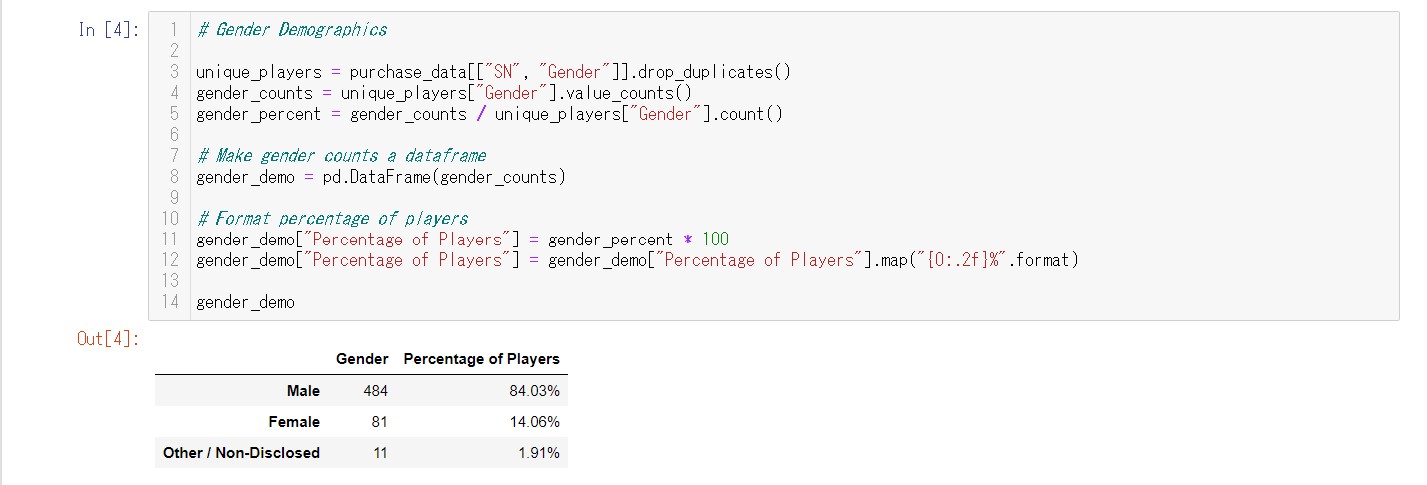 In [4]:
1 # Gender Demographics
2
3 unique_players = purchase_data[["SN", "Gender"]].drop_duplicates()
4 gender_counts = unique_players["Gender"].value_counts()
5 gender_percent = gender_counts / unique_players["Gender"].count()
6
7 # Make gender counts a dataframe
8 gender_demo = pd.DataFrame(gender_counts)
9
10 # Format percentage of players
11 gender_demo["Percentage of Players"] = gender_percent * 100
12 gender_demo["Percentage of Players"] = gender_demo["Percentage of Players"].map("{0:.2f}%".format)
13
14 gender_demo
Out[4]:
Gender Percentage of Players
Male 484 84.03%
Female 81 14.06%
Other / Non-Disclosed 11 1.91%